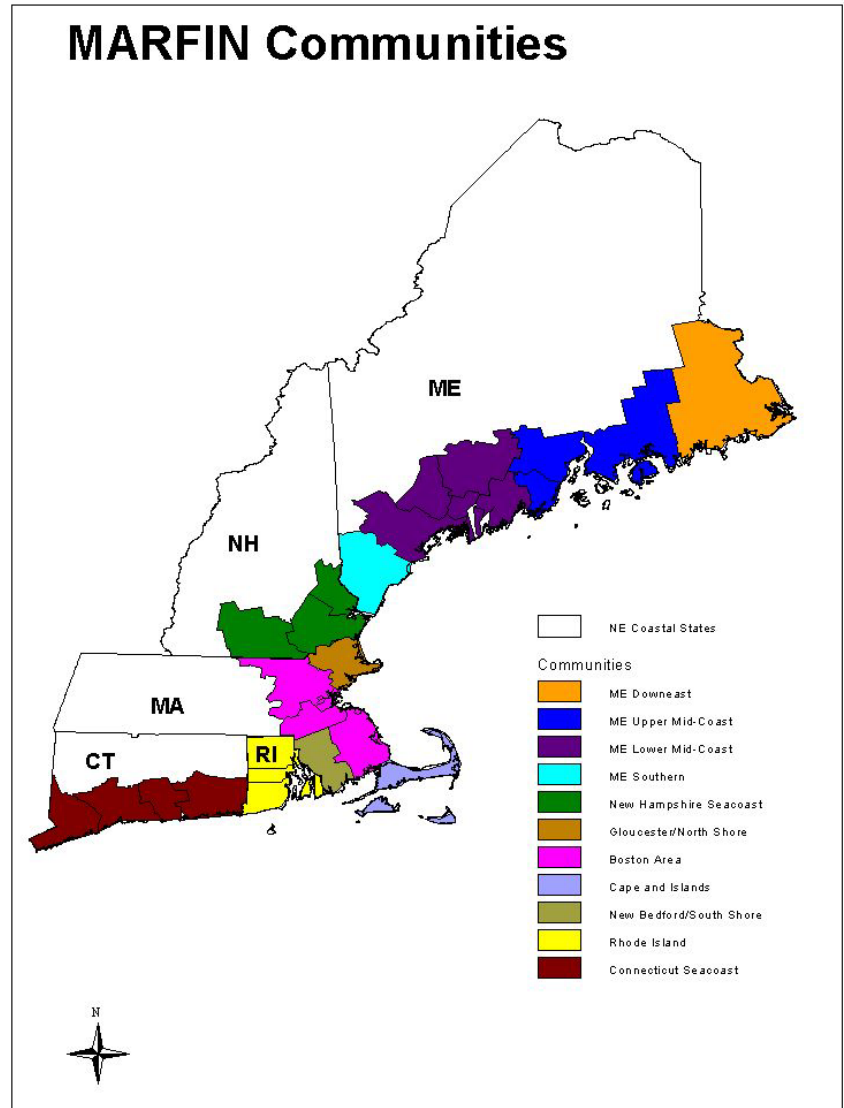 MARFIN Communities
ME
NH
MA
CT
RI
NE Coastal States
Communities
ME Downeast
ME Upper Mid-Coast
ME Lower Mid-Coast
ME Southern
New Hampshire Seacoast
Gloucester/North Shore
Boston Area
Cape and Islands
New Bedford/South Shore
Rhode Island
Connecticut Seacoast
N